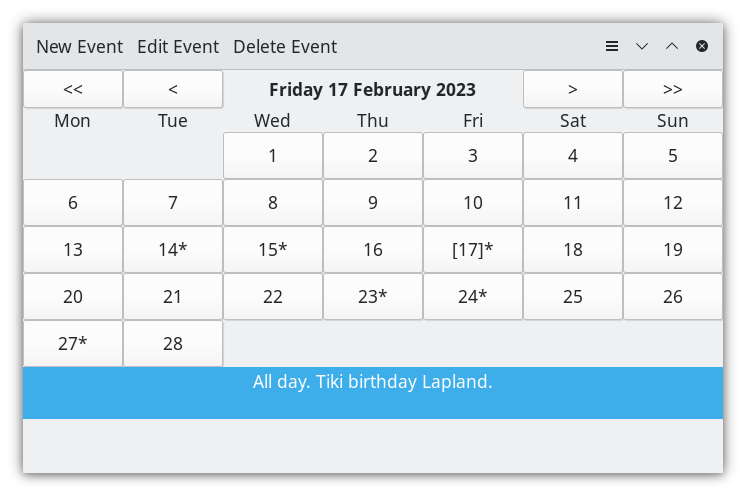 New Event Edit Event Delete Event
<< < Friday 17 February 2023 > >>
Mon Tue Wed Thu Fri Sat Sun
1 2 3 4 5
6 7 8 9 10 11 12
13 14* 15* 16 [17]* 18 19
20 21 22 23* 24* 25 26
27* 28
All day. Tiki birthday Lapland.